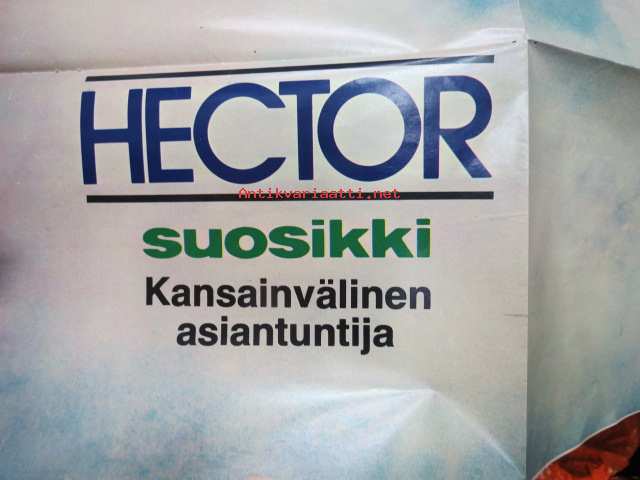 HECTOR
Antikvariaatti.net
suosikki
Kansainvälinen
asiantuntija